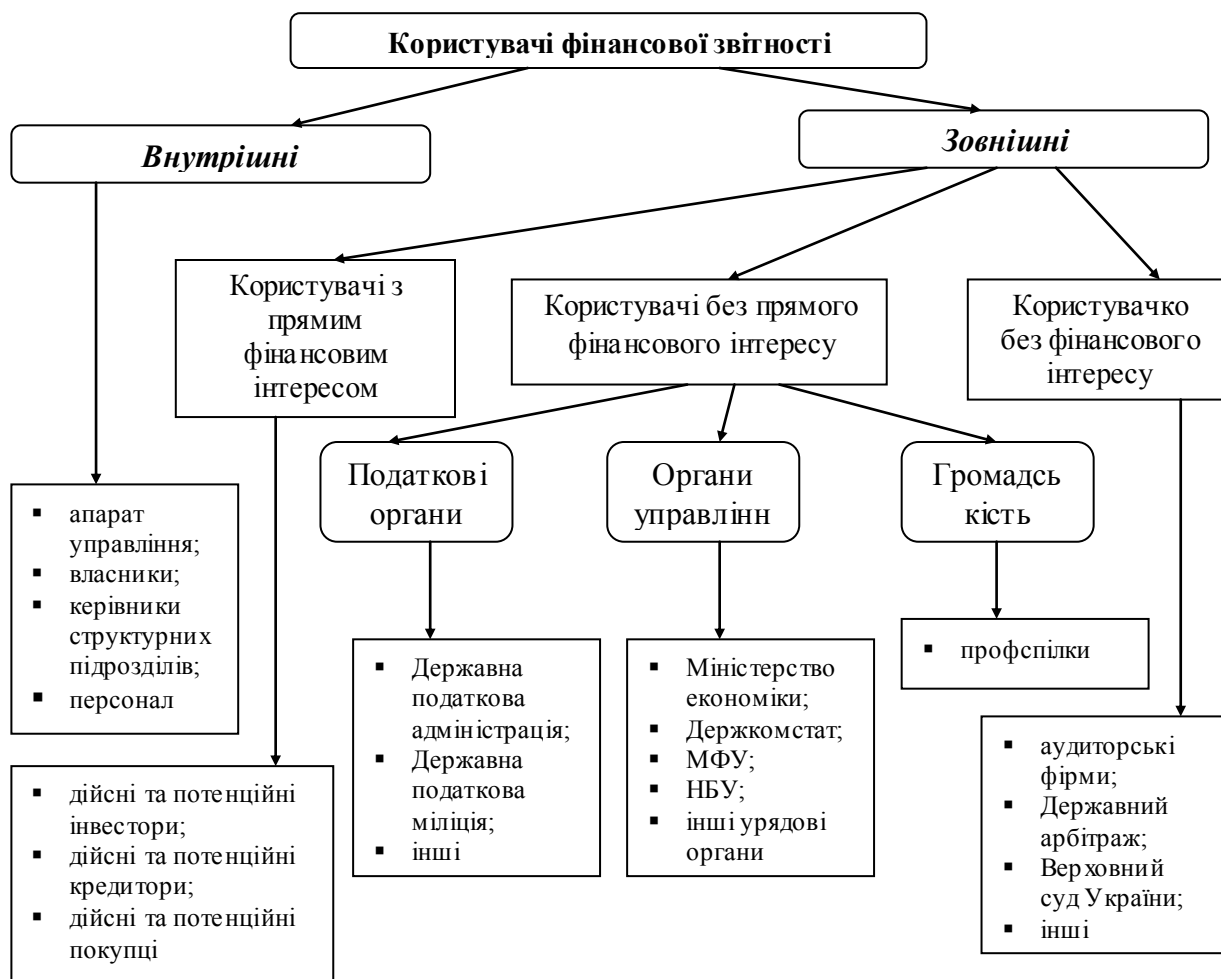 Користувачі фінансової звітності
Внутрішні
Зовнішні
Користувачі з
прямим
фінансовим
інтересом
Користувачі без прямого
фінансового інтересу
Користувачко
без фінансового
інтересу
Податкові
органи
Органи
управлінн
Громадсь
кість
▪ апарат
управління;
▪ власники;
▪ керівники
структурних
підрозділів;
▪ персонал
▪ дійсні та потенційні
інвестори;
▪ дійсні та потенційні
кредитори;
▪ дійсні та потенційні
покупці
▪ Державна
податкова
адміністрація;
▪ Державна
податкова
міліція;
▪ інші
▪ Міністерство
економіки;
▪ Держкомстат;
▪ МФУ;
▪ НБУ;
▪ інші урядові
органи
▪ профспілки
▪ аудиторські
фірми;
▪ Державний
арбітраж;
▪ Верховний
суд України;
▪ інші